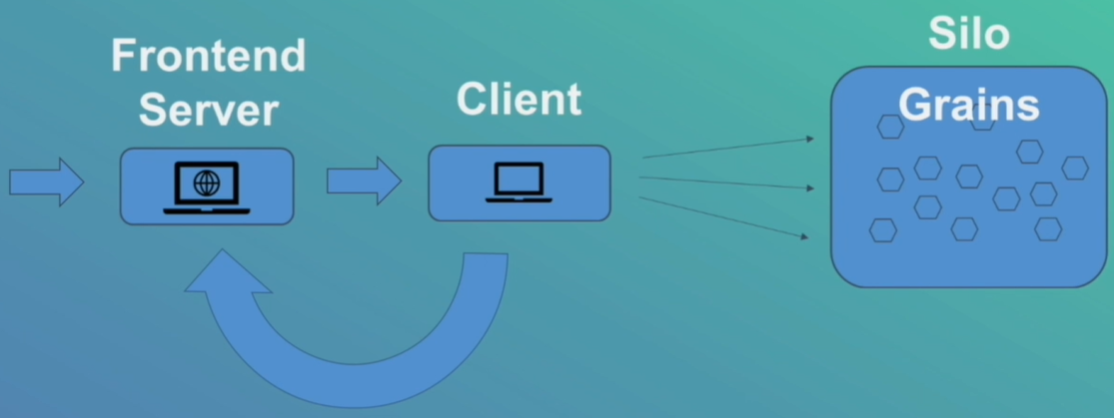 Frontend
Server
Client
Silo
Grains